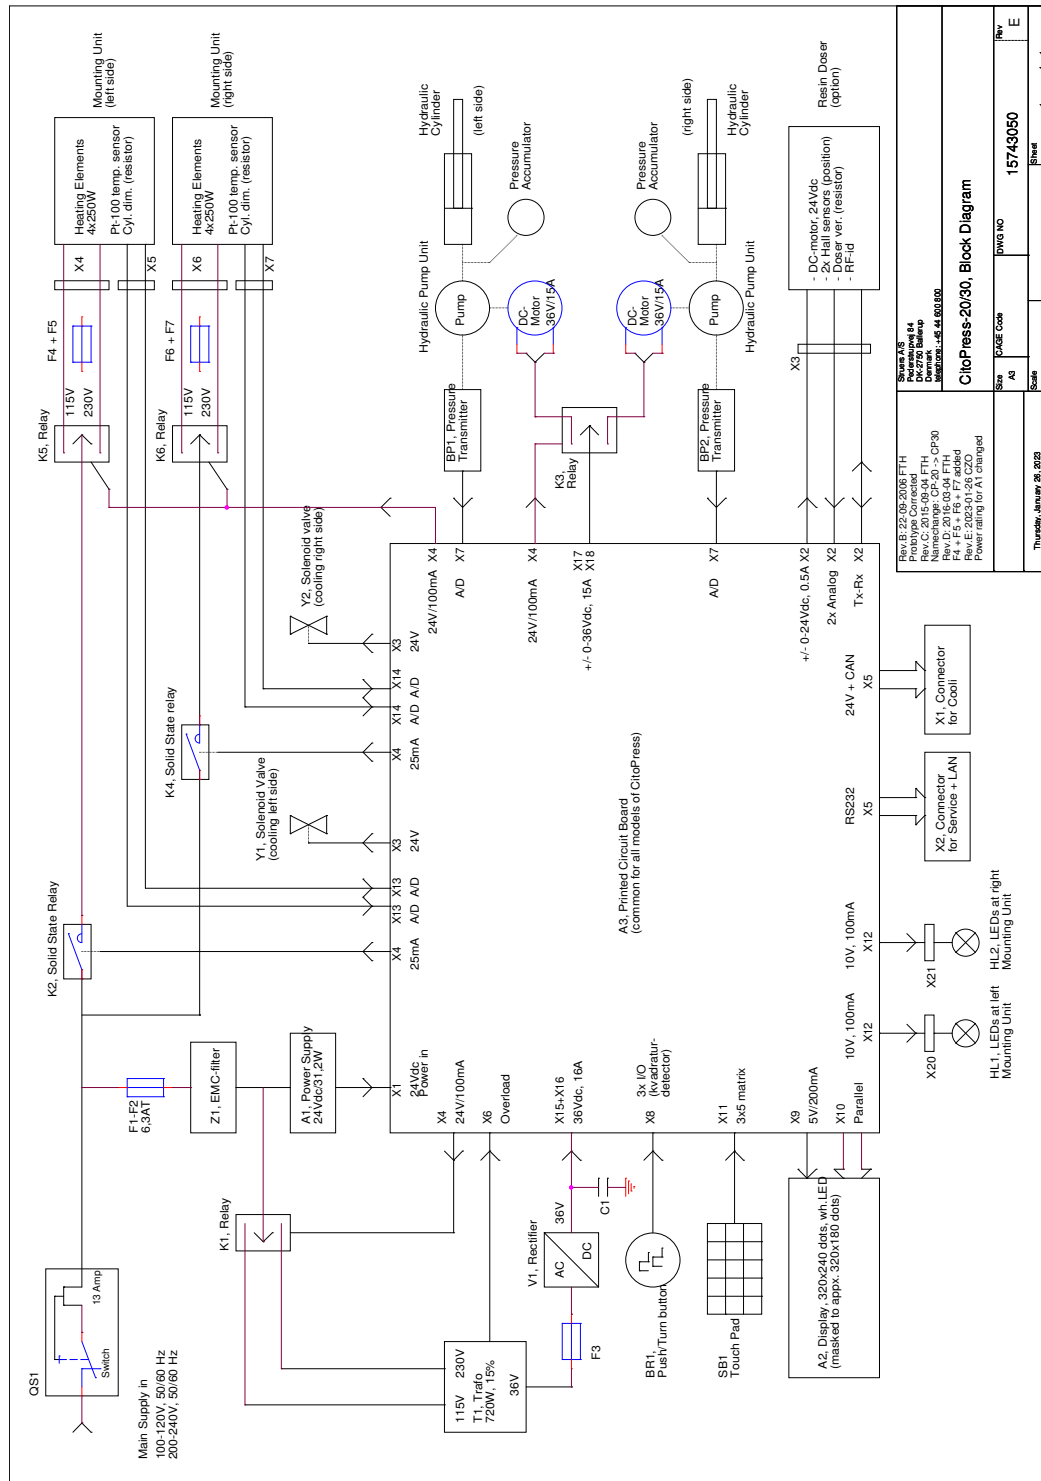 QS1
Switch
13 Amp
Main Supply in
100-120V, 50/60 Hz
200-240V, 50/60 Hz
K2, Solid State Relay
K4, Solid State relay
K5, Relay
115V
230V
F4 + F5
X4
X5
Heating Elements
4x250W
Pt-100 temp. sensor
Cyl. dim. (resistor)
Mounting Unit
(left side)
K6, Relay
115V
230V
F6 + F7
X6
X7
Heating Elements
4x250W
Pt-100 temp. sensor
Cyl. dim. (resistor)
Mounting Unit
(right side)
F1-F2
6,3AT
Z1, EMC-filter
A1, Power Supply
24Vdc/31,2W
K1, Relay
T1, Trafo
720W, 15%
115V
230V
36V
F3
V1, Rectifier
AC
DC
36V
C1
BR1,
Push/Turn button
SB1
Touch Pad
A2, Display, 320x240 dots, wh.LED
(masked to appx. 320x180 dots)
Y1, Solenoid Valve
(cooling left side)
Y2, Solenoid valve
(cooling right side)
X1
24Vdc
Power in
X4
25mA
X13
A/D
X13
A/D
X3
24V
X4
25mA
X14
A/D
X14
A/D
X3
24V
X4
24V/100mA
X6
Overload
X15+X16
36Vdc, 16A
3x I/O
(kvadratur-
detector)
X8
X11
3x5 matrix
X9
5V/200mA
X10
Parallel
A3, Printed Circuit Board
(common for all models of CitoPress)
24V/100mA
X4
A/D
X7
24V/100mA
X4
X17
X18
+/- 0-36Vdc, 15A
A/D
X7
+/- 0-24Vdc, 0.5A
X2
2x Analog
X2
Tx-Rx
X2
10V, 100mA
X12
10V, 100mA
X12
RS232
X5
24V + CAN
X5
X20
HL1, LEDs at left
Mounting Unit
X21
HL2, LEDs at right
Mounting Unit
X2, Connector
for Service + LAN
X1, Connector
for Cooli
BP1, Pressure
Transmitter
Pump
Hydraulic Pump Unit
DC-
Motor
36V/15A
Pressure
Accumulator
Hydraulic
Cylinder
(left side)
K3,
Relay
DC-
Motor
36V/15A
Pump
Hydraulic Pump Unit
BP2, Pressure
Transmitter
Pressure
Accumulator
(right side)
Hydraulic
Cylinder
X3
- DC-motor, 24Vdc
- 2x Hall sensors (position)
- Doser ver. (resistor)
- RF-id
Resin Doser
(option)
Rev.B: 22-09-2006 FTH
Prototype Corrected
Rev.C: 2015-09-04 FTH
Namechange: CP-20 -> CP30
Rev.D: 2016-03-04 FTH
F4 + F5 + F6 + F7 added
Rev.E: 2023-01-26 CZO
Power rating for A1 changed
Struers A/S
Pederstrupvej 84
DK-2750 Ballerup
Denmark
telephone: +45 44 600 800
CitoPress-20/30, Block Diagram
Size
A3
CAGE Code
DWG NO
15743050
Rev
E
Scale
Sheet
Thursday, January 26, 2023